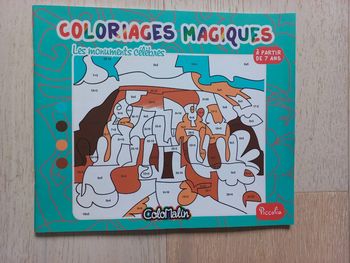 COLORIAGES MAGIQUES
Les monuments célèbres
À PARTIR
DE 7 ANS
ColoMalin
Piccolia